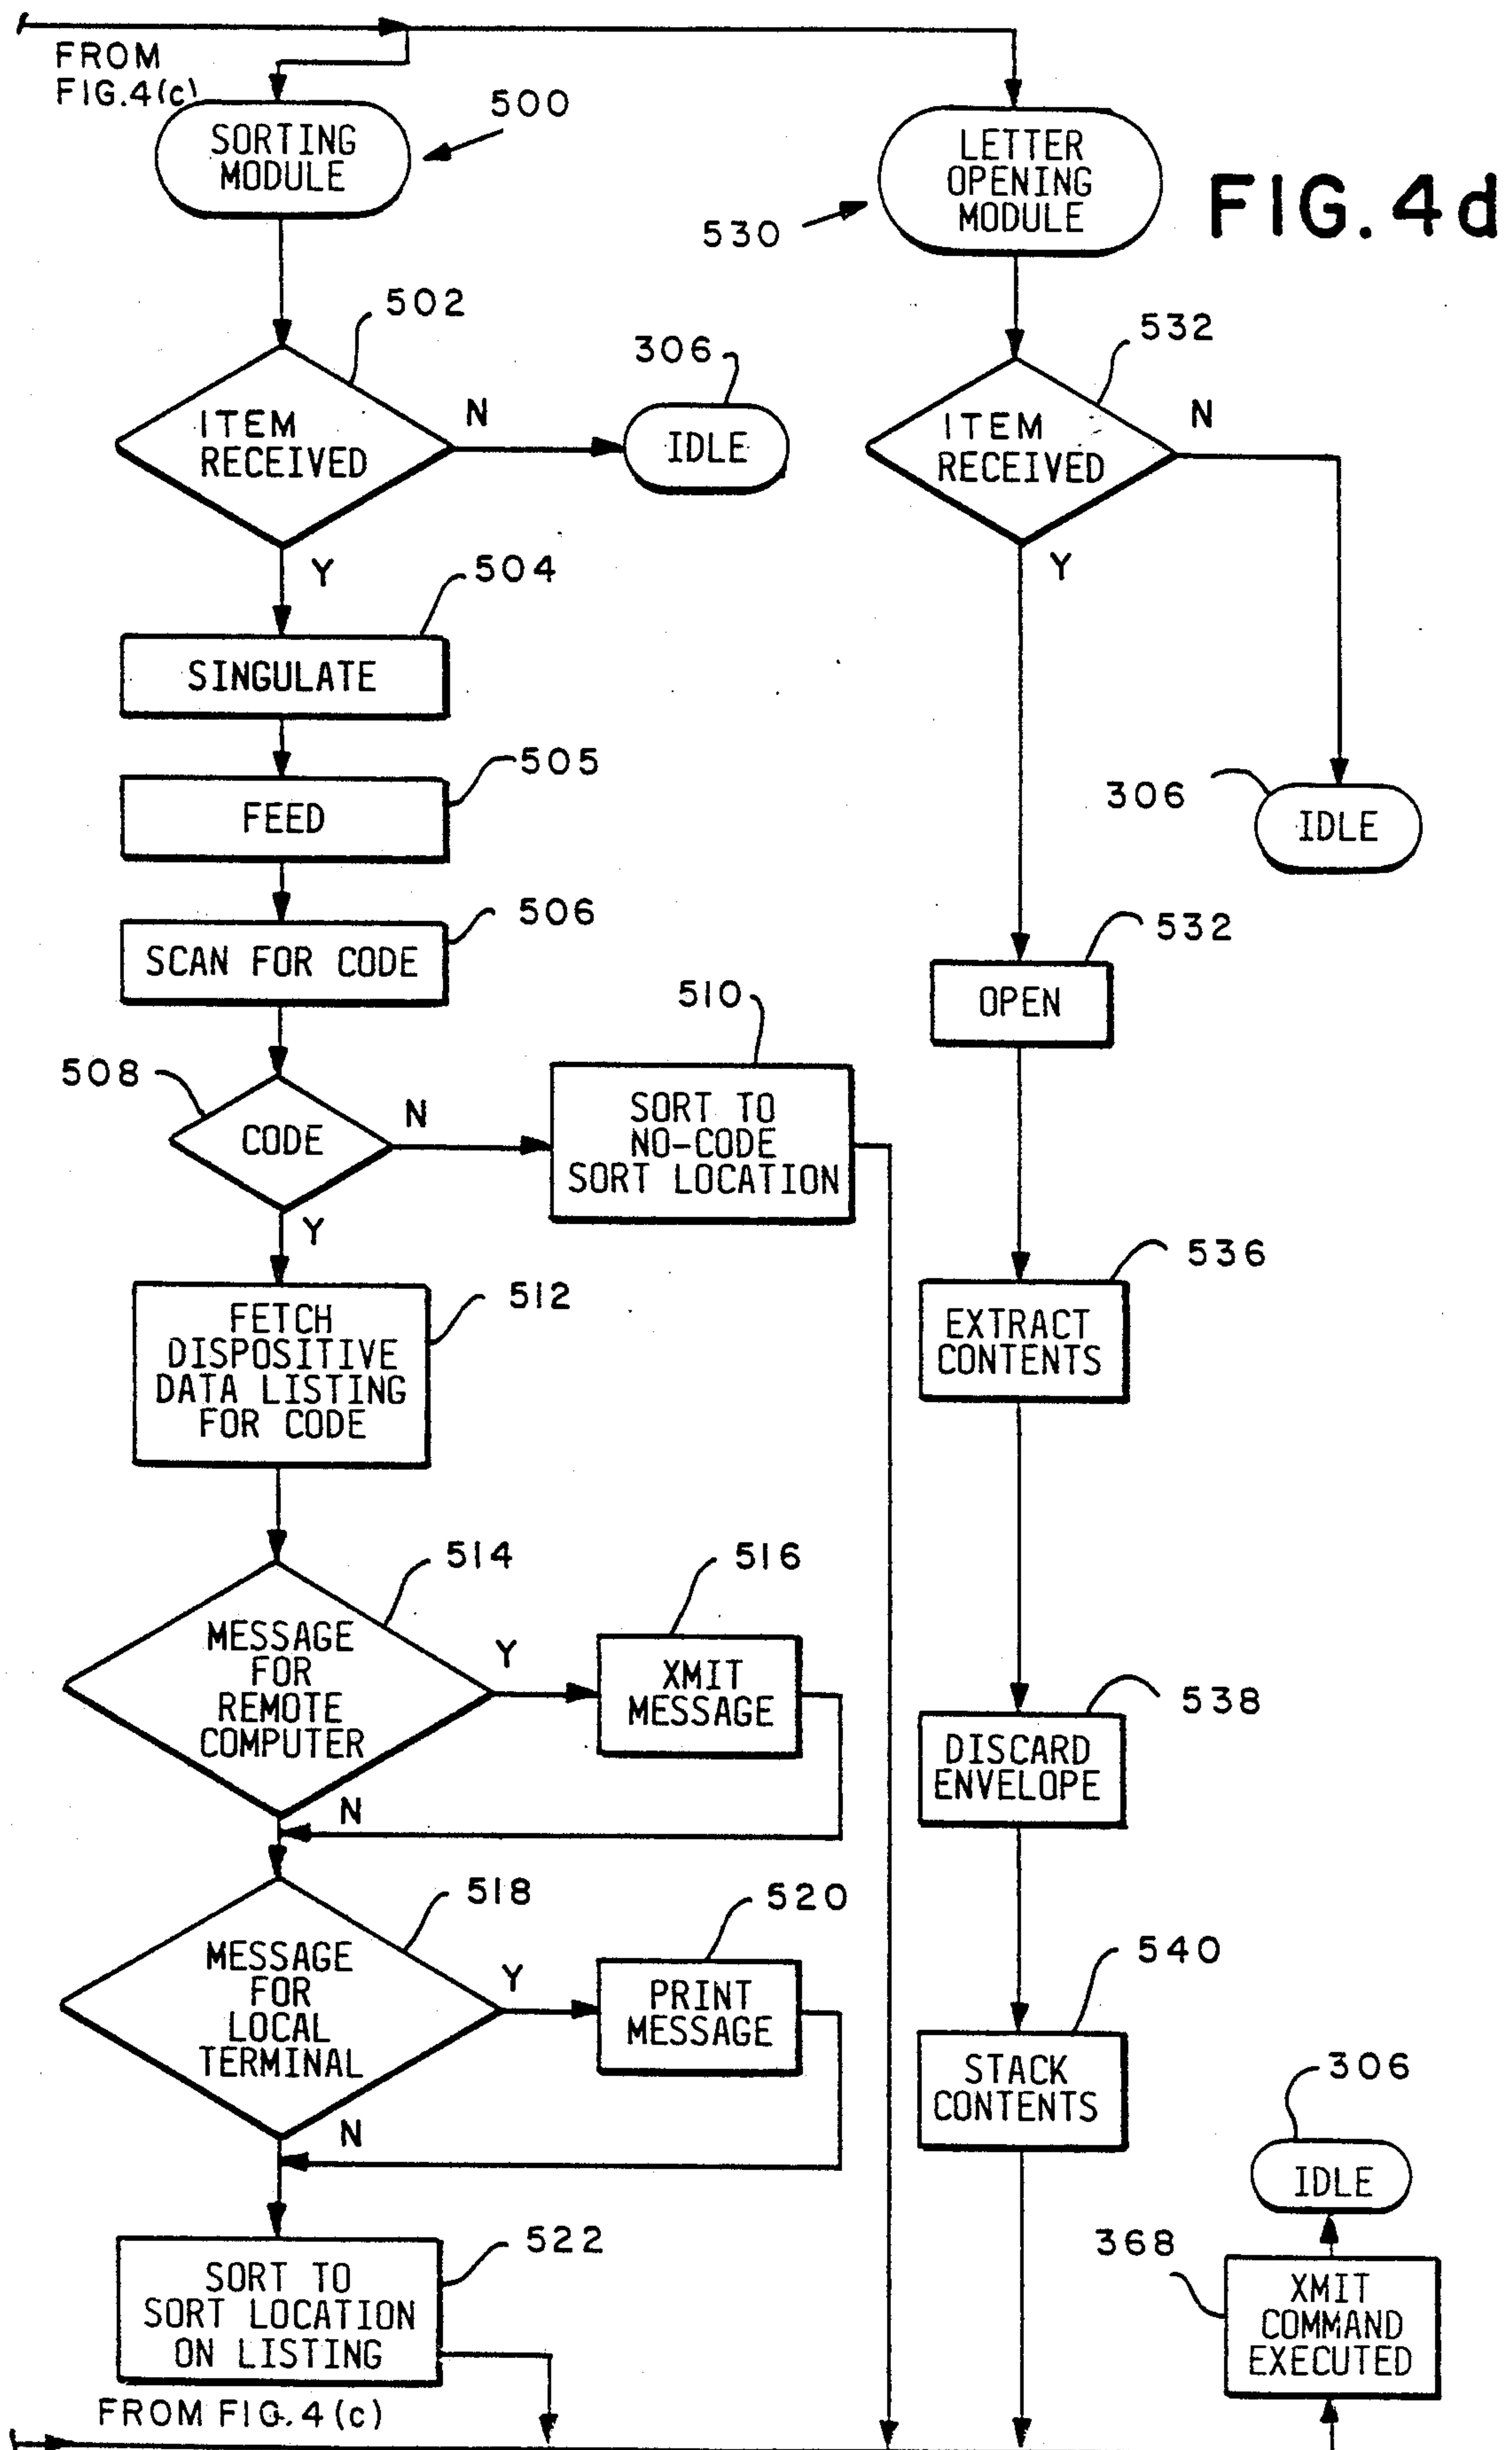 FROM
FIG.4(c)
SORTING
MODULE
500
LETTER
OPENING
MODULE
530
FIG. 4d
502
ITEM
RECEIVED
N
306
IDLE
Y
532
ITEM
RECEIVED
N
Y
306
IDLE
504
SINGULATE
505
FEED
506
SCAN FOR CODE
508
CODE
N
Y
510
SORT TO
NO-CODE
SORT LOCATION
532
OPEN
512
FETCH
DISPOSITIVE
DATA LISTING
FOR CODE
536
EXTRACT
CONTENTS
514
MESSAGE
FOR
REMOTE
COMPUTER
Y
N
516
XMIT
MESSAGE
538
DISCARD
ENVELOPE
518
MESSAGE
FOR
LOCAL
TERMINAL
Y
N
520
PRINT
MESSAGE
540
STACK
CONTENTS
522
SORT TO
SORT LOCATION
ON LISTING
306
IDLE
368
XMIT
COMMAND
EXECUTED
FROM FIG. 4 (c)